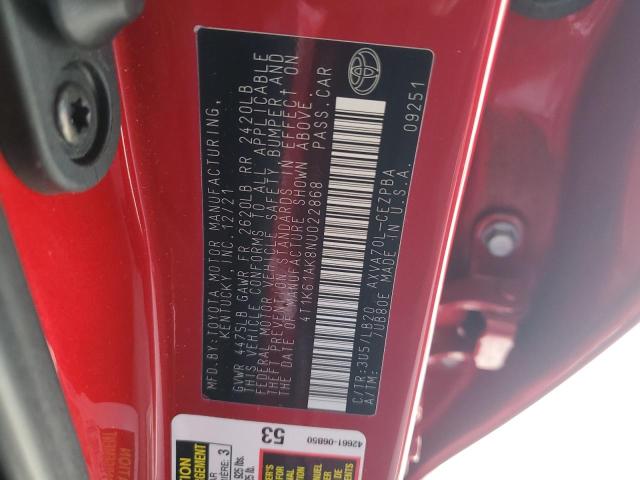 MFD.BY:TOYOTA MOTOR MANUFACTURING,
KENTUCKY, INC. 12/21
GVWR 4475LB GAWR FR 2620LB RR 2420LB
THIS VEHICLE CONFORMS TO ALL APPLICABLE
FEDERAL MOTOR VEHICLE SAFETY, BUMPER AND
THEFT PREVENTION STANDARDS IN EFFECT ON
THE DATE OF MANUFACTURE SHOWN ABOVE.
4T1K61AK8NU022868 PASS.CAR
C/TR:3U5/LB20 AXVA70L-CEZPBA
A/TM: /UB80E MADE IN U.S.A. 09251
53
42661-06B50
3